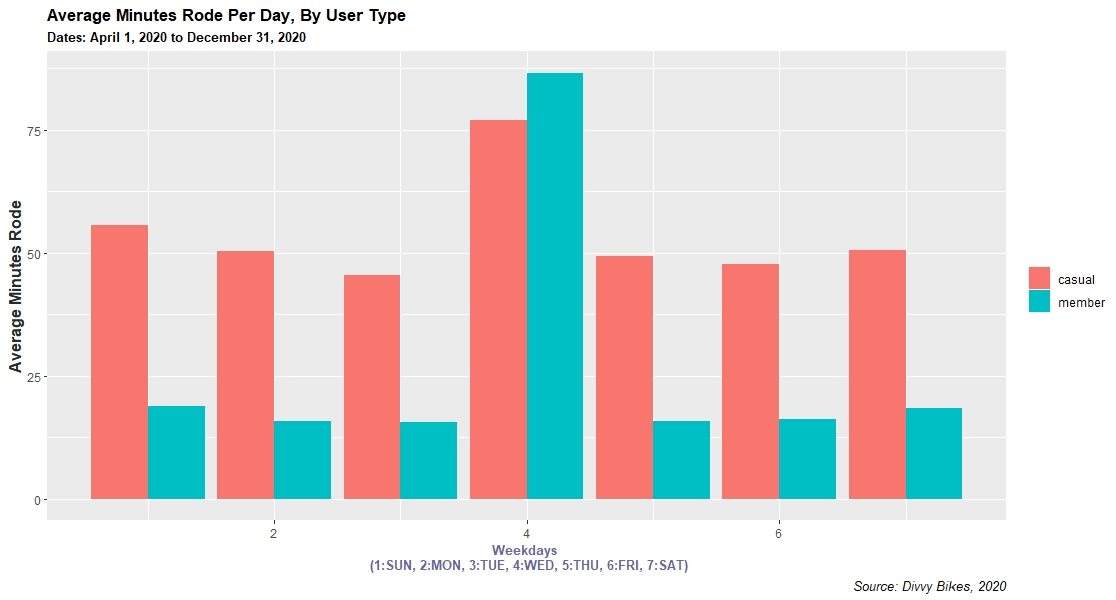 Average Minutes Rode Per Day, By User Type
Dates: April 1, 2020 to December 31, 2020
Average Minutes Rode
75
50
25
0
2
4
6
Weekdays
(1:SUN, 2:MON, 3:TUE, 4:WED, 5:THU, 6:FRI, 7:SAT)
casual
member
Source: Divvy Bikes, 2020